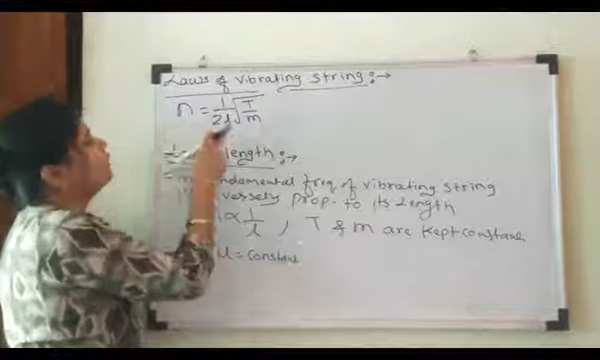 Laws of vibrating string :→
n = 1/2l √T/m
length :→
fundamental freq. of vibrating string
versely prop. to its length
∝ 1/l , T & m are kept constant
= constant